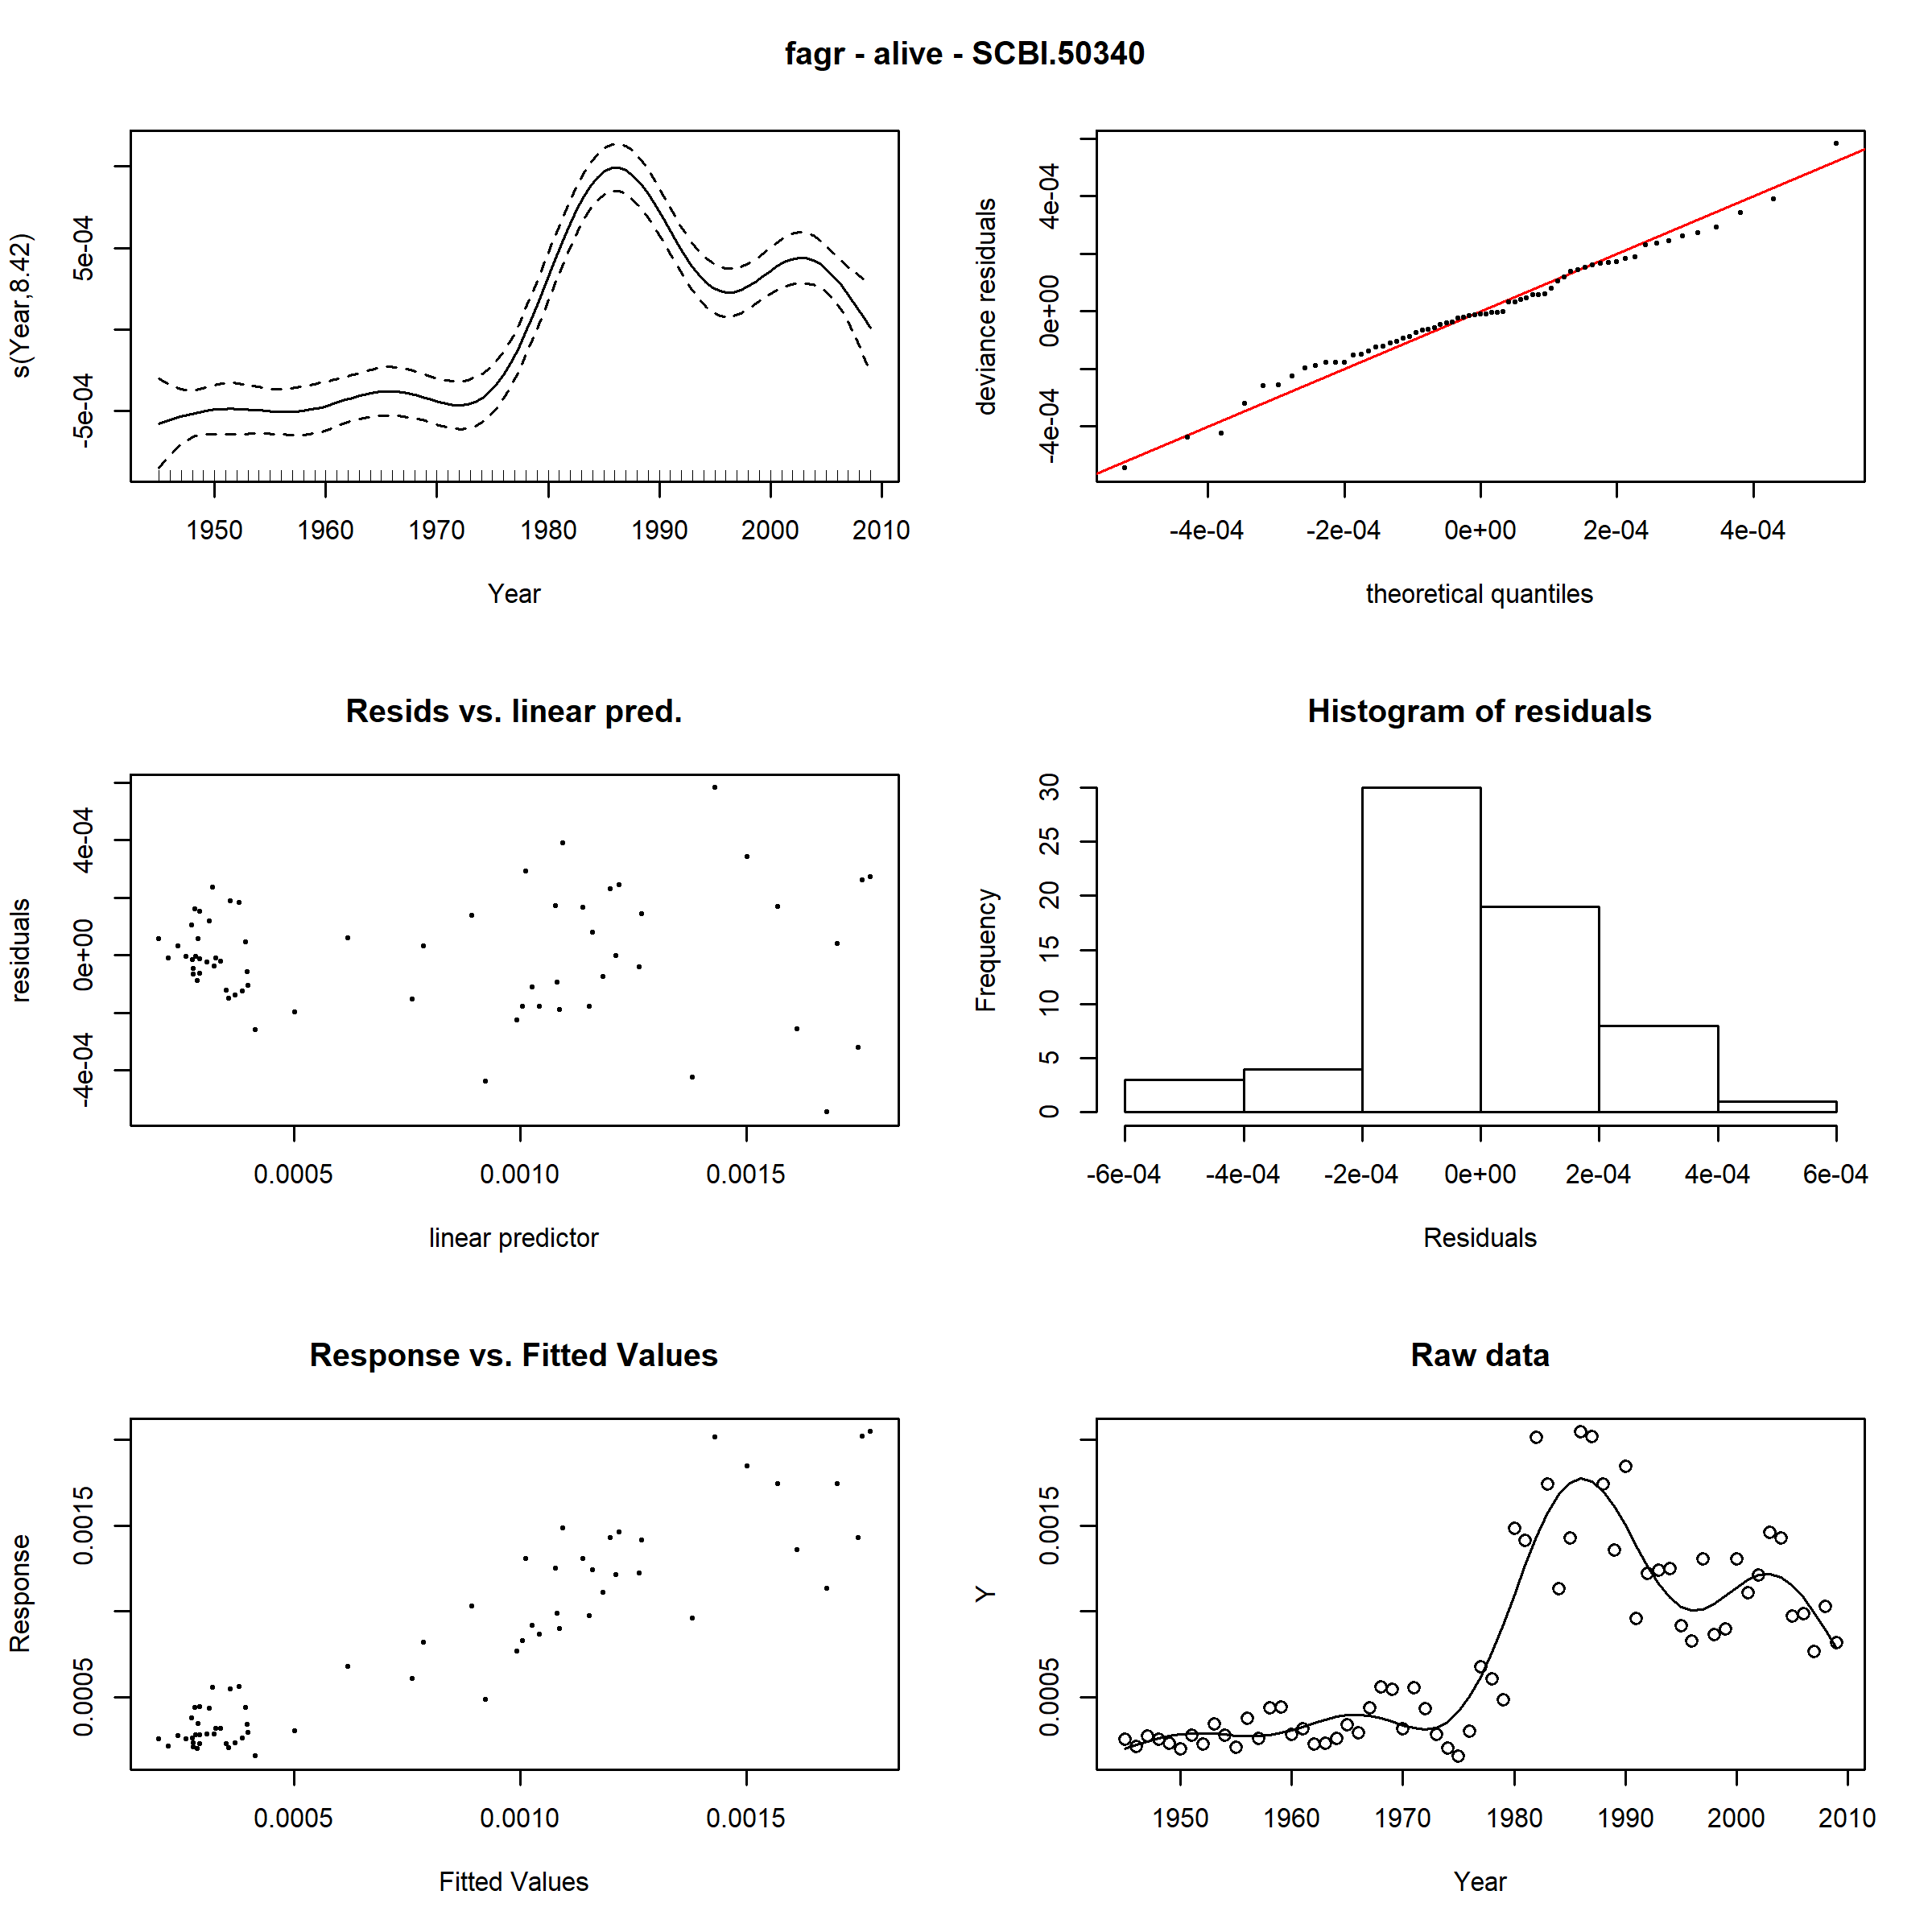 fagr - alive - SCBI.50340
s(Year,8.42)
-5e-04 5e-04
1950 1960 1970 1980 1990 2000 2010
Year
deviance residuals
-4e-04 0e+00 4e-04
-4e-04 -2e-04 0e+00 2e-04 4e-04
theoretical quantiles
Resids vs. linear pred.
residuals
-4e-04 0e+00 4e-04
0.0005 0.0010 0.0015
linear predictor
Histogram of residuals
Frequency
0 5 10 15 20 25 30
-6e-04 -4e-04 -2e-04 0e+00 2e-04 4e-04 6e-04
Residuals
Response vs. Fitted Values
Response
0.0005 0.0015
0.0005 0.0010 0.0015
Fitted Values
Raw data
Y
0.0005 0.0015
1950 1960 1970 1980 1990 2000 2010
Year